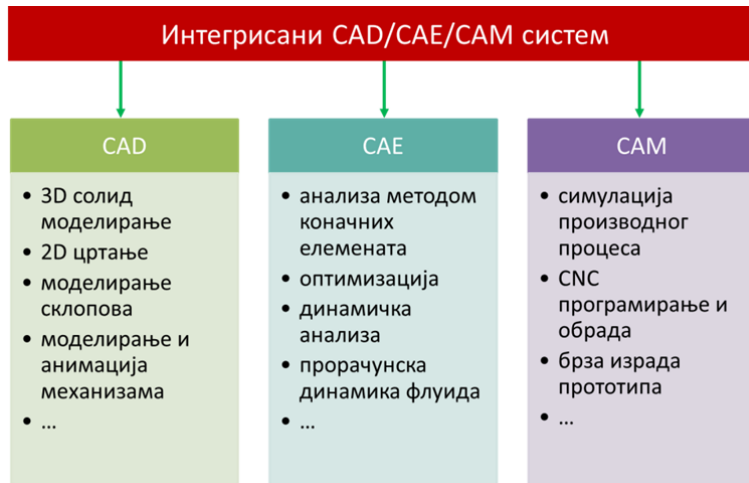 Интегрисани CAD/CAE/CAM систем
CAD
• 3D солид
моделирање
• 2D цртање
• моделирање
склопова
• моделирање и
анимација
механизама
• ...
CAE
• анализа методом
коначних
елемената
• оптимизација
• динамичка
анализа
• прорачунска
динамика флуида
• ...
CAM
• симулација
производног
процеса
• CNC
програмирање и
обрада
• брза израда
прототипа
• ...